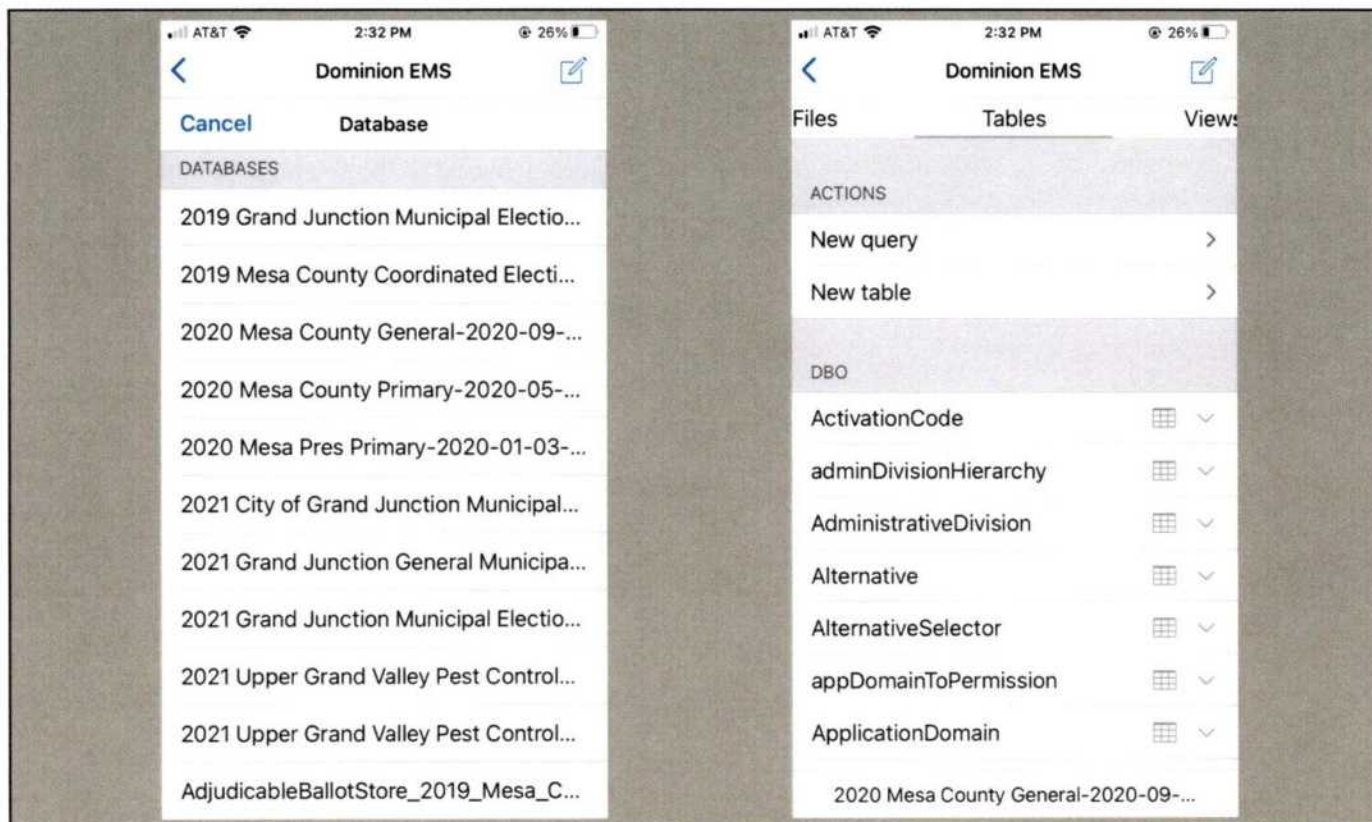 AT&T 2:32 PM 26%
Dominion EMS
Cancel Database
DATABASES
2019 Grand Junction Municipal Electio...
2019 Mesa County Coordinated Electi...
2020 Mesa County General-2020-09-...
2020 Mesa County Primary-2020-05-...
2020 Mesa Pres Primary-2020-01-03-...
2021 City of Grand Junction Municipal...
2021 Grand Junction General Municipa...
2021 Grand Junction Municipal Electio...
2021 Upper Grand Valley Pest Control...
2021 Upper Grand Valley Pest Control...
AdjudicableBallotStore_2019_Mesa_C...
AT&T 2:32 PM 26%
Dominion EMS
Files Tables Views
ACTIONS
New query
New table
DBO
ActivationCode
adminDivisionHierarchy
AdministrativeDivision
Alternative
AlternativeSelector
appDomainToPermission
ApplicationDomain
2020 Mesa County General-2020-09-...